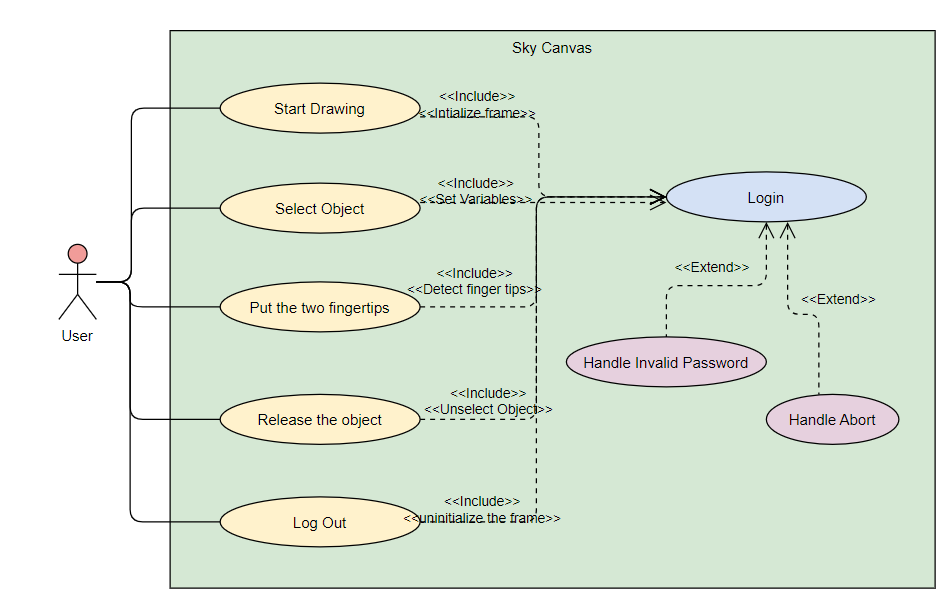 Sky Canvas
Start Drawing
<<Include>>
<<Intialize frame>>
Select Object
<<Include>>
<<Set Variables>>
Login
User
Put the two fingertips
<<Include>>
<<Detect finger tips>>
<<Extend>>
<<Extend>>
Handle Invalid Password
Release the object
<<Include>>
<<Unselect Object>>
Handle Abort
Log Out
<<Include>>
<<uninitialize the frame>>